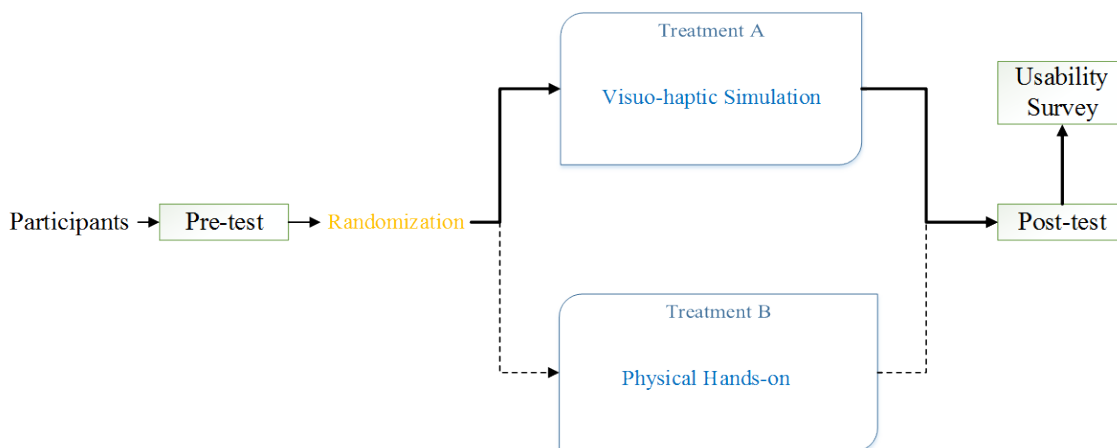 Treatment A
Visuo-haptic Simulation
Usability
Survey
Participants
Pre-test
Randomization
Post-test
Treatment B
Physical Hands-on